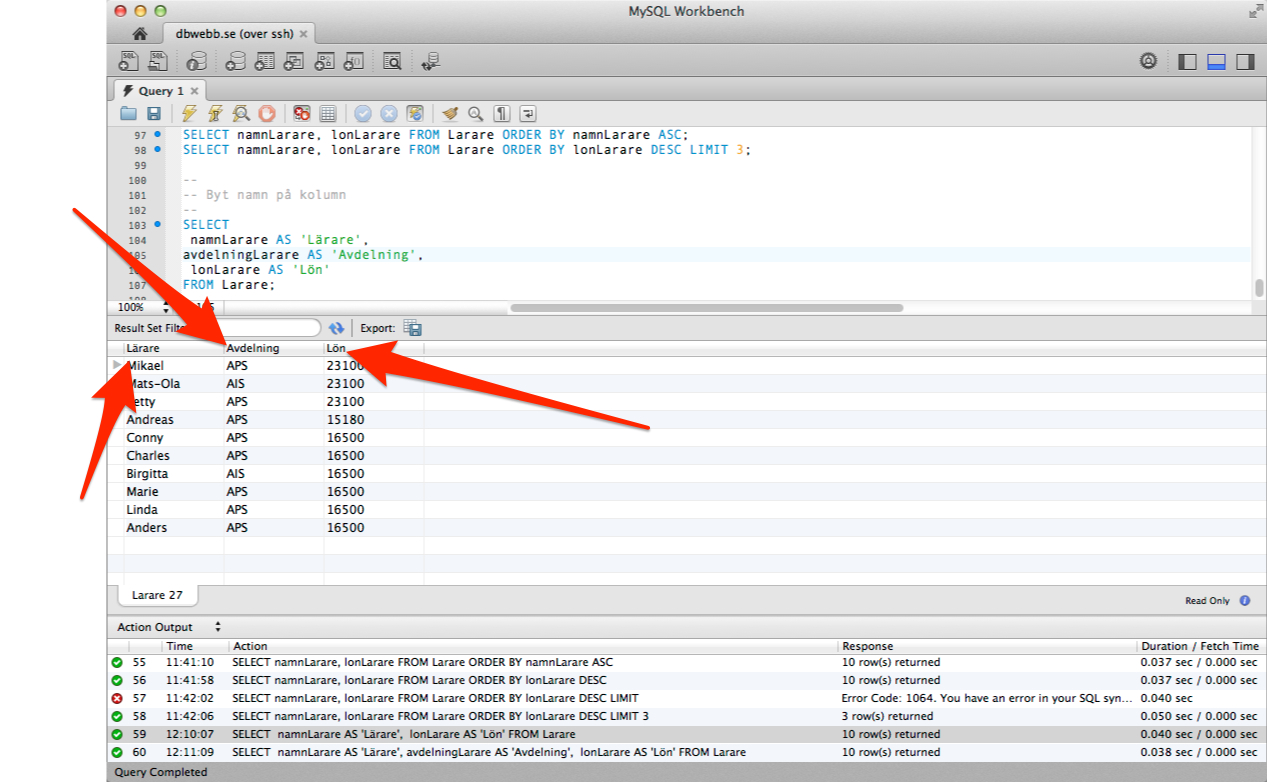 MySQL Workbench
dbwebb.se (over ssh)
SQL SQL
Query 1
97 SELECT namnLarare, lonLarare FROM Larare ORDER BY namnLarare ASC;
98 SELECT namnLarare, lonLarare FROM Larare ORDER BY lonLarare DESC LIMIT 3;
99
100 --
101 -- Byt namn på kolumn
102 --
103 SELECT
104 namnLarare AS 'Lärare',
avdelningLarare AS 'Avdelning',
lonLarare AS 'Lön'
107 FROM Larare;
100%
Result Set Export:
Lärare Avdelning Lön
Mikael APS 23100
Mats-Ola AIS 23100
APS 23100
Andreas APS 15180
Conny APS 16500
Charles APS 16500
Birgitta AIS 16500
Marie APS 16500
Linda APS 16500
Anders APS 16500
Larare 27
Read Only
Action Output
Time Action Response Duration / Fetch Time
55 11:41:10 SELECT namnLarare, lonLarare FROM Larare ORDER BY namnLarare ASC 10 row(s) returned 0.037 sec / 0.000 sec
56 11:41:58 SELECT namnLarare, lonLarare FROM Larare ORDER BY lonLarare DESC 10 row(s) returned 0.037 sec / 0.000 sec
57 11:42:02 SELECT namnLarare, lonLarare FROM Larare ORDER BY lonLarare DESC LIMIT Error Code: 1064. You have an error in your SQL syn... 0.040 sec
58 11:42:06 SELECT namnLarare, lonLarare FROM Larare ORDER BY lonLarare DESC LIMIT 3 3 row(s) returned 0.050 sec / 0.000 sec
59 12:10:07 SELECT namnLarare AS 'Lärare', lonLarare AS 'Lön' FROM Larare 10 row(s) returned 0.040 sec / 0.000 sec
60 12:11:09 SELECT namnLarare AS 'Lärare', avdelningLarare AS 'Avdelning', lonLarare AS 'Lön' FROM Larare 10 row(s) returned 0.038 sec / 0.000 sec
Query Completed